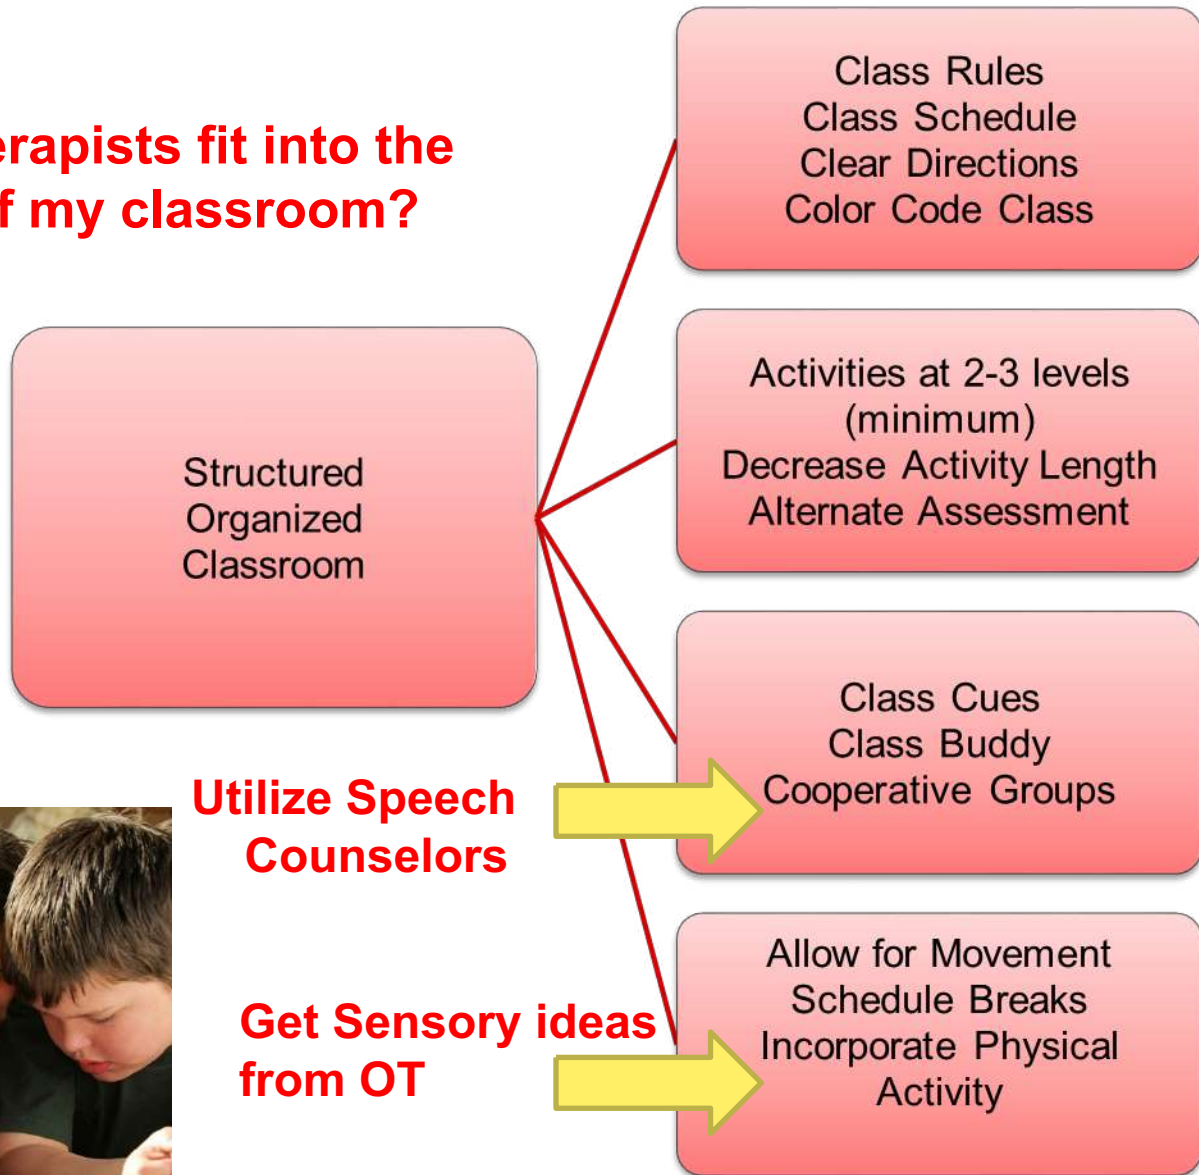 erapists fit into the
f my classroom?
Class Rules
Class Schedule
Clear Directions
Color Code Class
Structured
Organized
Classroom
Activities at 2-3 levels
(minimum)
Decrease Activity Length
Alternate Assessment
Class Cues
Class Buddy
Cooperative Groups
Utilize Speech
Counselors
Allow for Movement
Schedule Breaks
Incorporate Physical
Activity
Get Sensory ideas
from OT